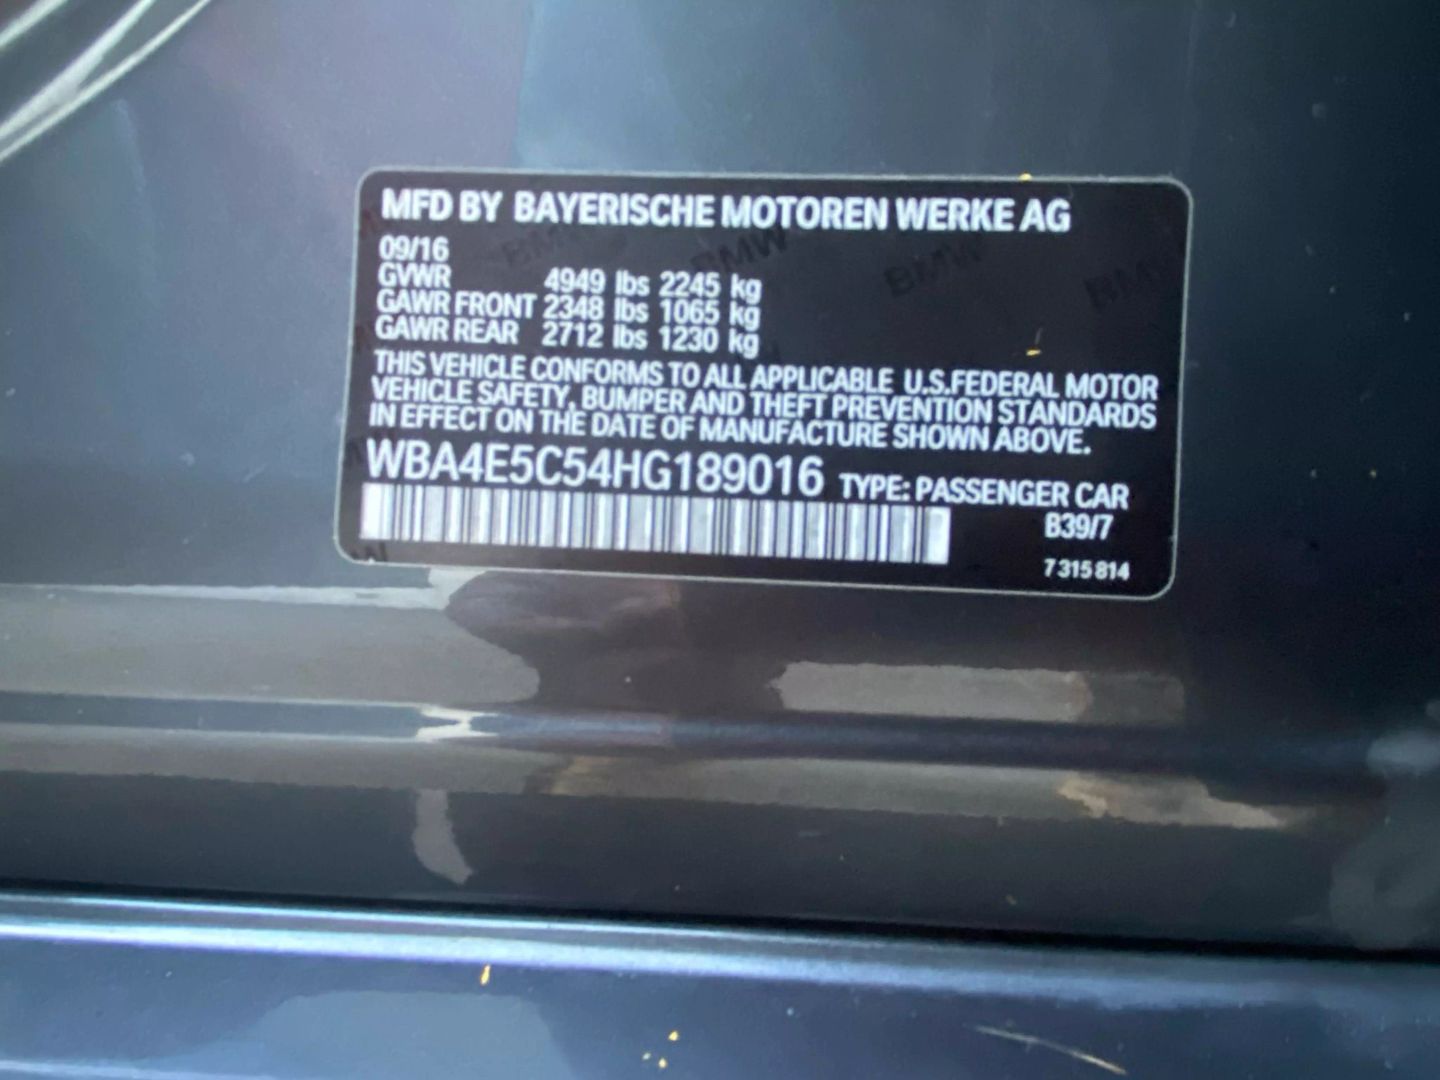 MFD BY BAYERISCHE MOTOREN WERKE AG
09/16
GVWR 4949 lbs 2245 kg
GAWR FRONT 2348 lbs 1065 kg
GAWR REAR 2712 lbs 1230 kg
THIS VEHICLE CONFORMS TO ALL APPLICABLE U.S.FEDERAL MOTOR
VEHICLE SAFETY, BUMPER AND THEFT PREVENTION STANDARDS
IN EFFECT ON THE DATE OF MANUFACTURE SHOWN ABOVE.
WBA4E5C54HG189016 TYPE: PASSENGER CAR
B39/7
7 315 814